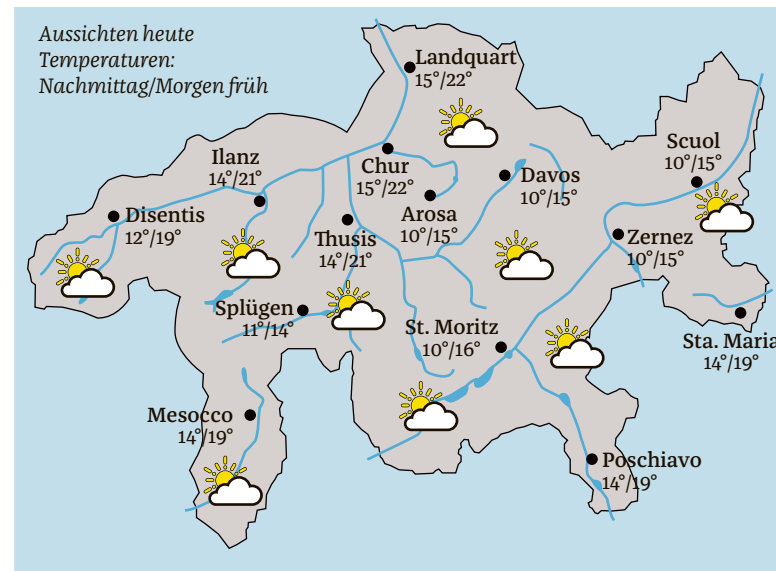 Aussichten heute
Temperaturen:
Nachmittag/Morgen früh
Landquart
15°/22°
Scuol
10°/15°
Ilanz
14°/21°
Chur
15°/22°
Davos
10°/15°
Arosa
10°/15°
Disentis
12°/19°
Thusis
14°/21°
Zernez
10°/15°
Splügen
11°/14°
St. Moritz
10°/16°
Sta. Maria
14°/19°
Mesocco
14°/19°
Poschiavo
14°/19°